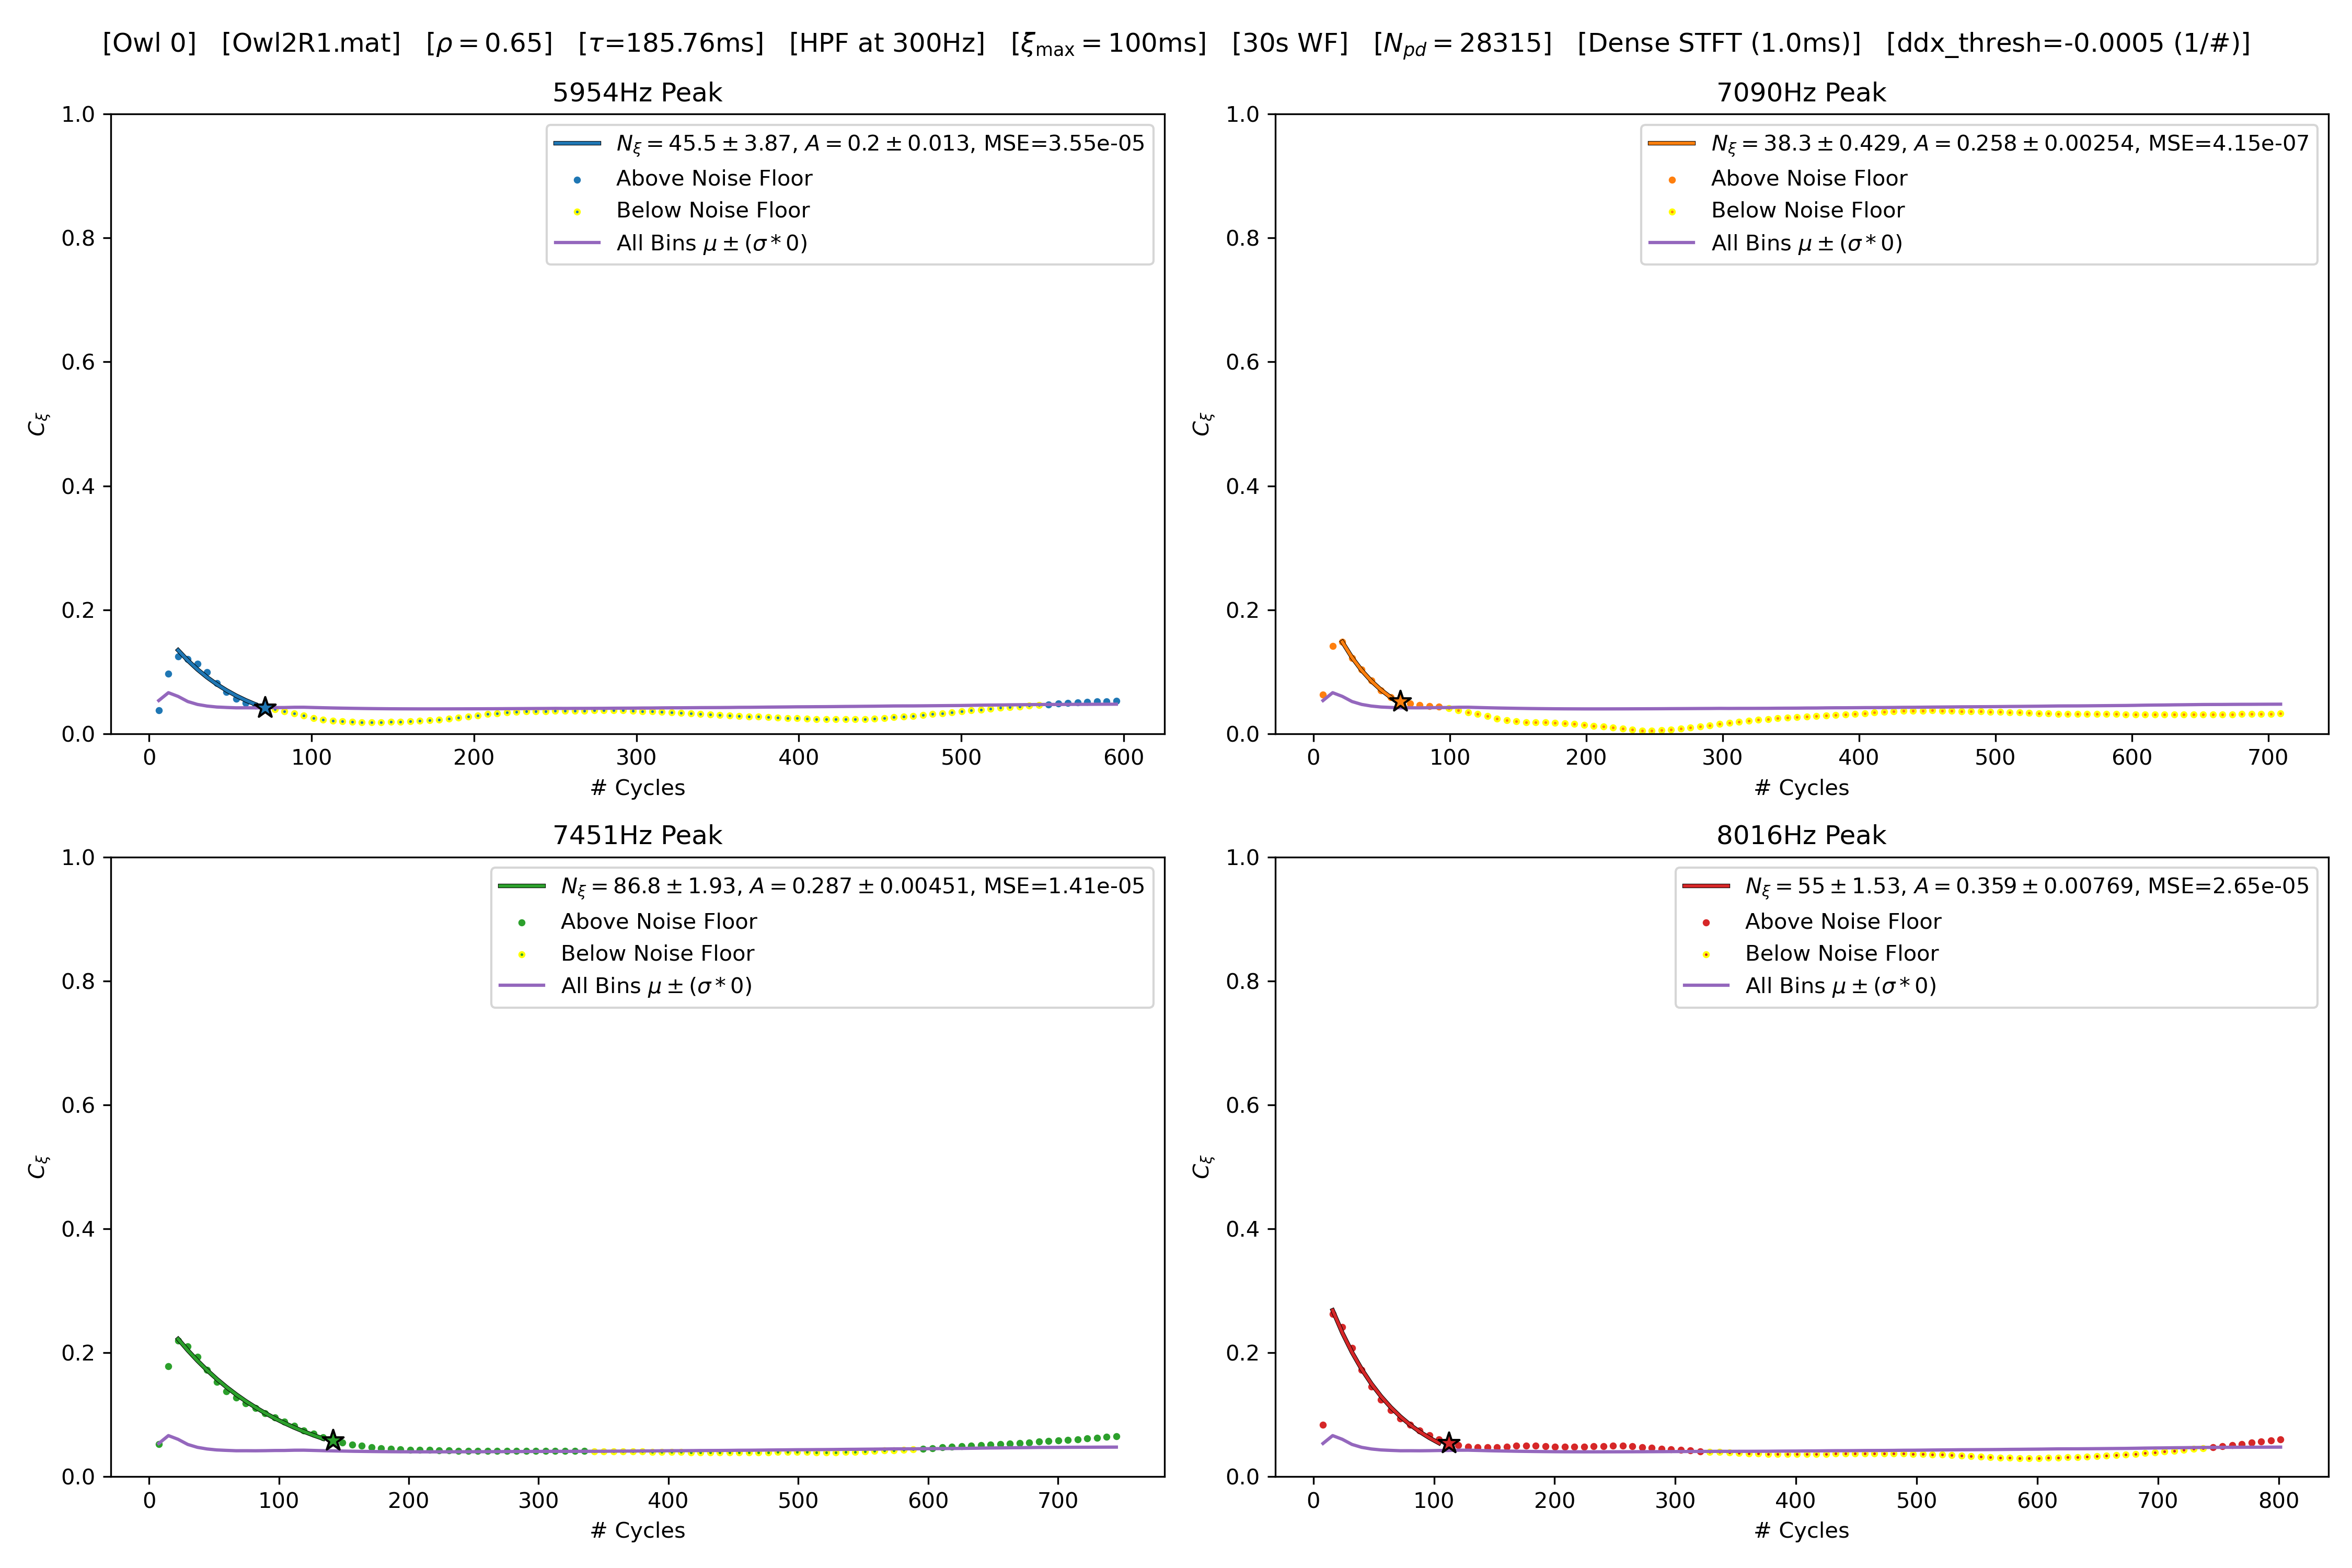 [Owl 0] [Owl2R1.mat] [ρ = 0.65] [τ=185.76ms] [HPF at 300Hz] [ξmax = 100ms] [30s WF] [Npd = 28315] [Dense STFT (1.0ms)] [ddx_thresh=-0.0005 (1/#)]
5954Hz Peak
Nξ = 45.5 ± 3.87, A = 0.2 ± 0.013, MSE=3.55e-05
Above Noise Floor
Below Noise Floor
All Bins μ ± (σ * 0)
1.0
0.8
0.6
0.4
0.2
0.0
Cξ
0 100 200 300 400 500 600
# Cycles
7090Hz Peak
Nξ = 38.3 ± 0.429, A = 0.258 ± 0.00254, MSE=4.15e-07
Above Noise Floor
Below Noise Floor
All Bins μ ± (σ * 0)
1.0
0.8
0.6
0.4
0.2
0.0
Cξ
0 100 200 300 400 500 600 700
# Cycles
7451Hz Peak
Nξ = 86.8 ± 1.93, A = 0.287 ± 0.00451, MSE=1.41e-05
Above Noise Floor
Below Noise Floor
All Bins μ ± (σ * 0)
1.0
0.8
0.6
0.4
0.2
0.0
Cξ
0 100 200 300 400 500 600 700
# Cycles
8016Hz Peak
Nξ = 55 ± 1.53, A = 0.359 ± 0.00769, MSE=2.65e-05
Above Noise Floor
Below Noise Floor
All Bins μ ± (σ * 0)
1.0
0.8
0.6
0.4
0.2
0.0
Cξ
0 100 200 300 400 500 600 700 800
# Cycles